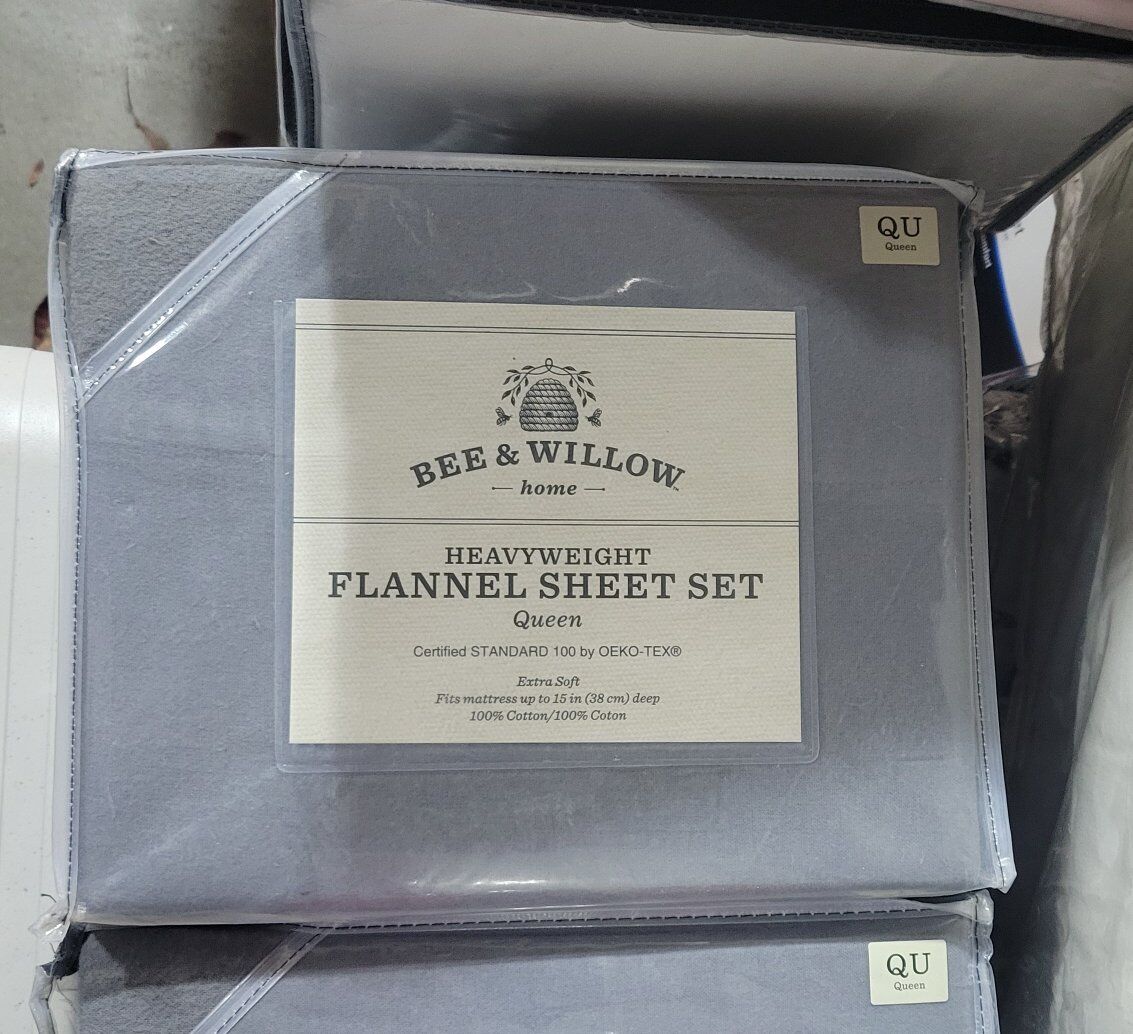 QU
Queen
BEE & WILLOW™
home
HEAVYWEIGHT
FLANNEL SHEET SET
Queen
Certified STANDARD 100 by OEKO-TEX®
Extra Soft
Fits mattress up to 15 in (38 cm) deep
100% Cotton/100% Coton
QU
Queen